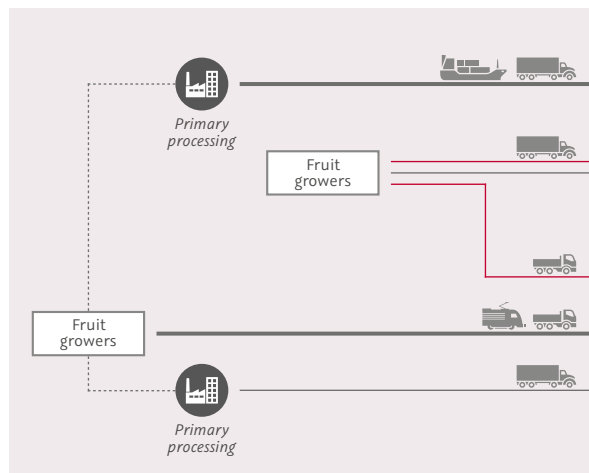 Primary
processing
Fruit
growers
Fruit
growers
Primary
processing